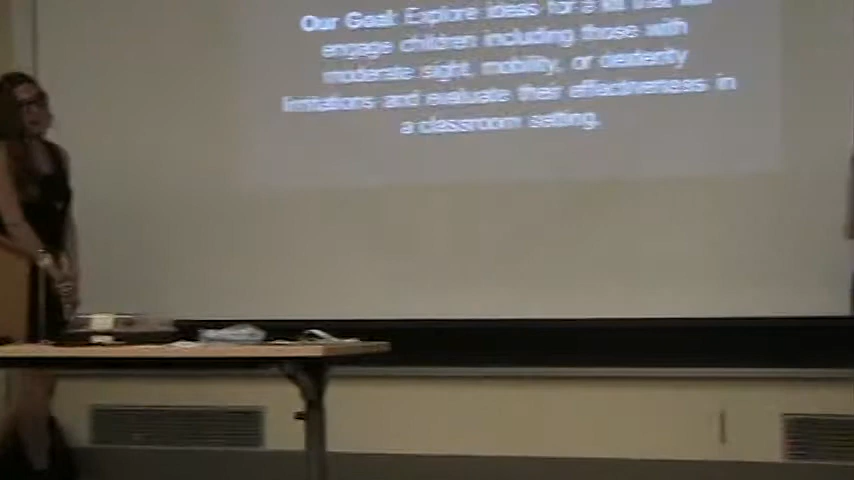 Our Goal: Explore ideas for a kit that
engage children including those with
moderate sight, mobility, or dexterity
limitations and evaluate their effectiveness in
a classroom setting.